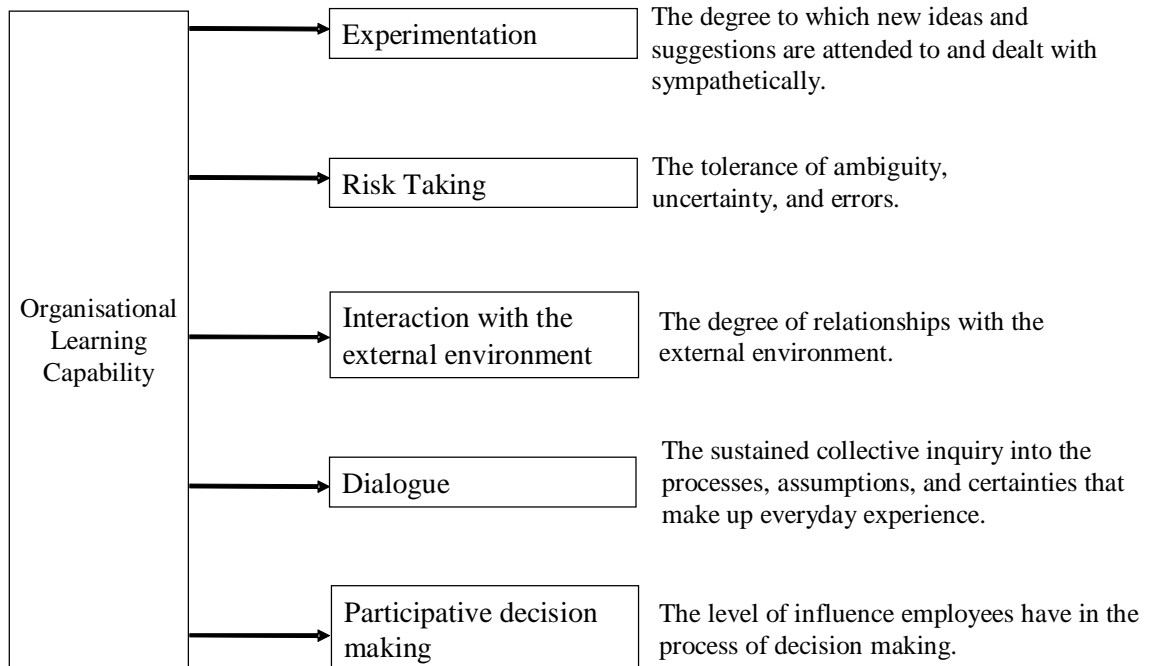 Organisational
Learning
Capability
Experimentation
The degree to which new ideas and
suggestions are attended to and dealt with
sympathetically.
Risk Taking
The tolerance of ambiguity,
uncertainty, and errors.
Interaction with the
external environment
The degree of relationships with the
external environment.
Dialogue
The sustained collective inquiry into the
processes, assumptions, and certainties that
make up everyday experience.
Participative decision
making
The level of influence employees have in the
process of decision making.